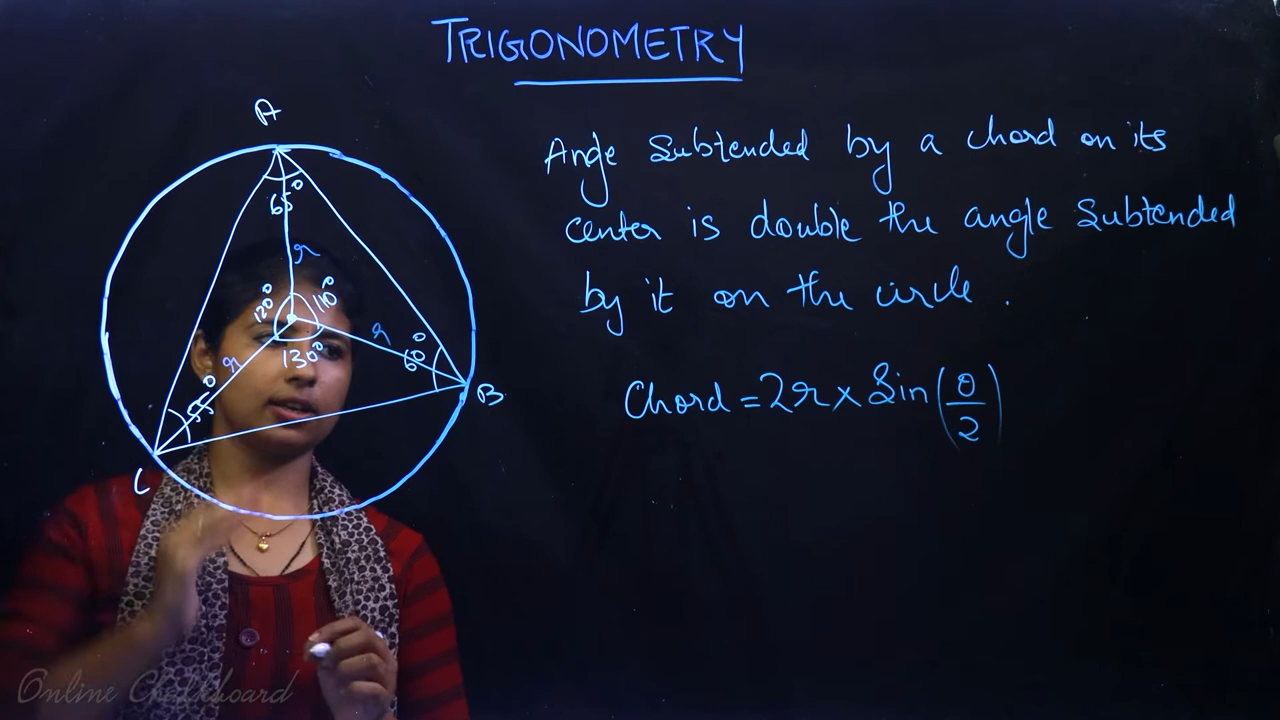 TRIGONOMETRY
A
65°
r
120°
110°
130°
r
r
60°
55°
B
C
Angle Subtended by a chord on its
center is double the angle Subtended
by it on the circle.
Chord = 2r × Sin(θ/2)
Online Chalkboard